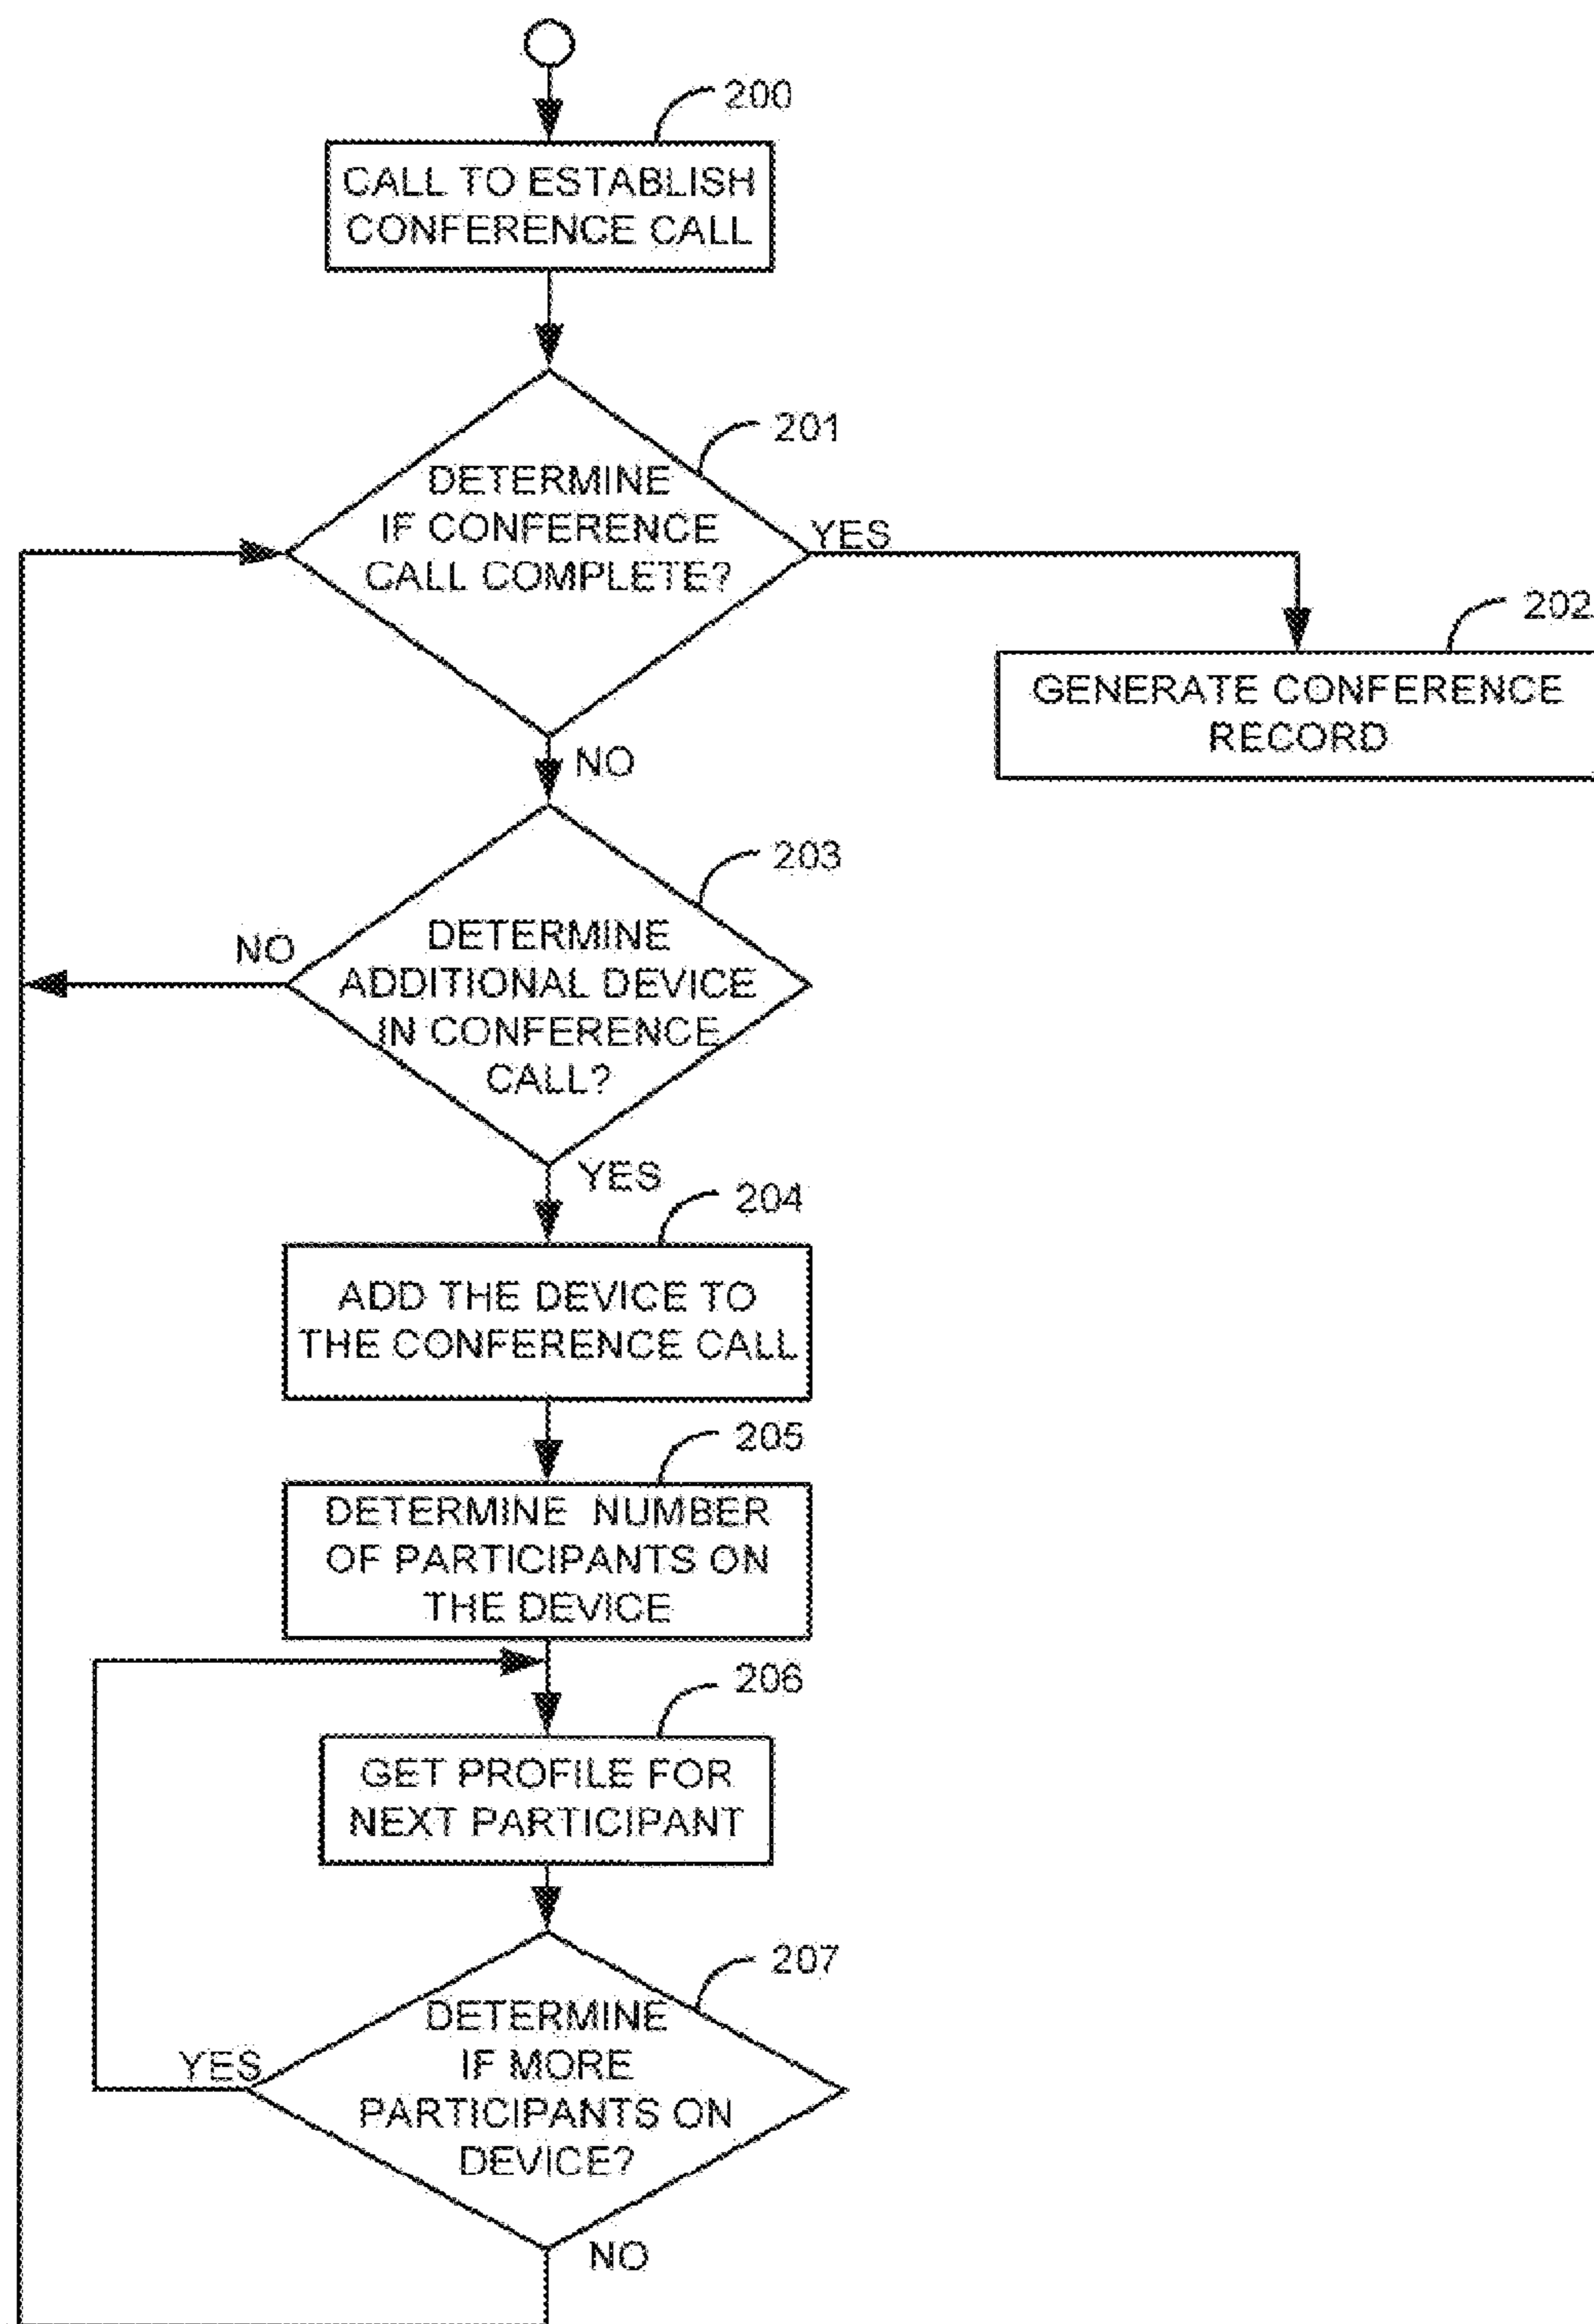 200
CALL TO ESTABLISH
CONFERENCE CALL
201
DETERMINE
IF CONFERENCE
CALL COMPLETE?
YES
202
GENERATE CONFERENCE
RECORD
NO
203
DETERMINE
ADDITIONAL DEVICE
IN CONFERENCE
CALL?
NO
YES
204
ADD THE DEVICE TO
THE CONFERENCE CALL
205
DETERMINE NUMBER
OF PARTICIPANTS ON
THE DEVICE
206
GET PROFILE FOR
NEXT PARTICIPANT
207
DETERMINE
IF MORE
PARTICIPANTS ON
DEVICE?
YES
NO